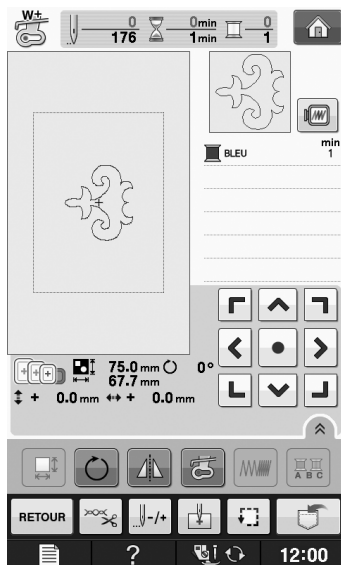 W+
0 0min 0
176 1min 1
min
BLEU 1
75.0 mm 0°
67.7 mm
+ 0.0 mm + 0.0 mm
A B C
RETOUR -/+
? 12:00